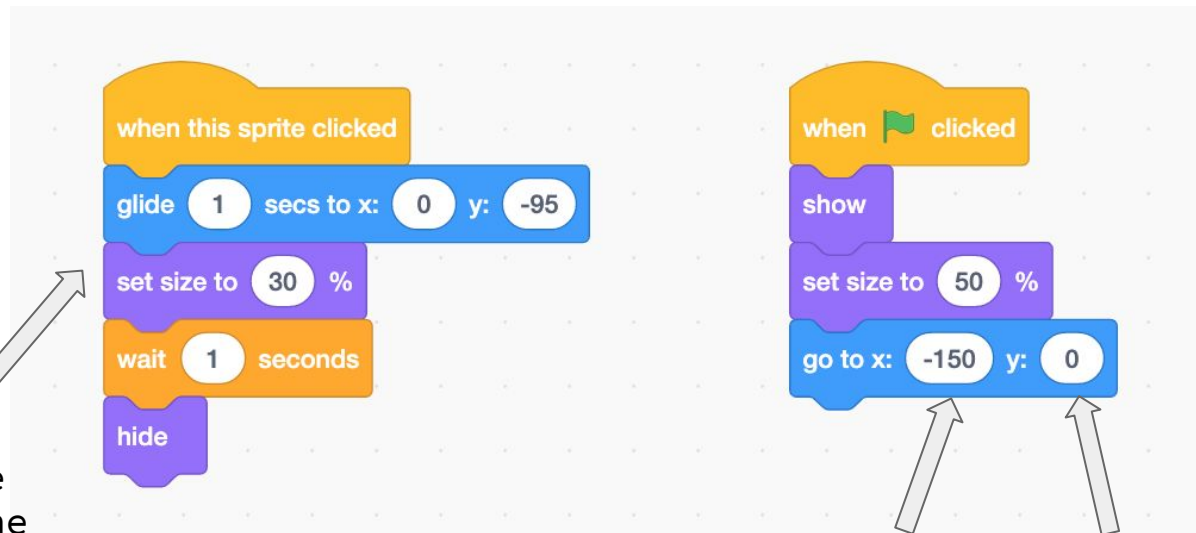 when this sprite clicked
glide 1 secs to x: 0 y: -95
set size to 30 %
wait 1 seconds
hide
when clicked
show
set size to 50 %
go to x: -150 y: 0